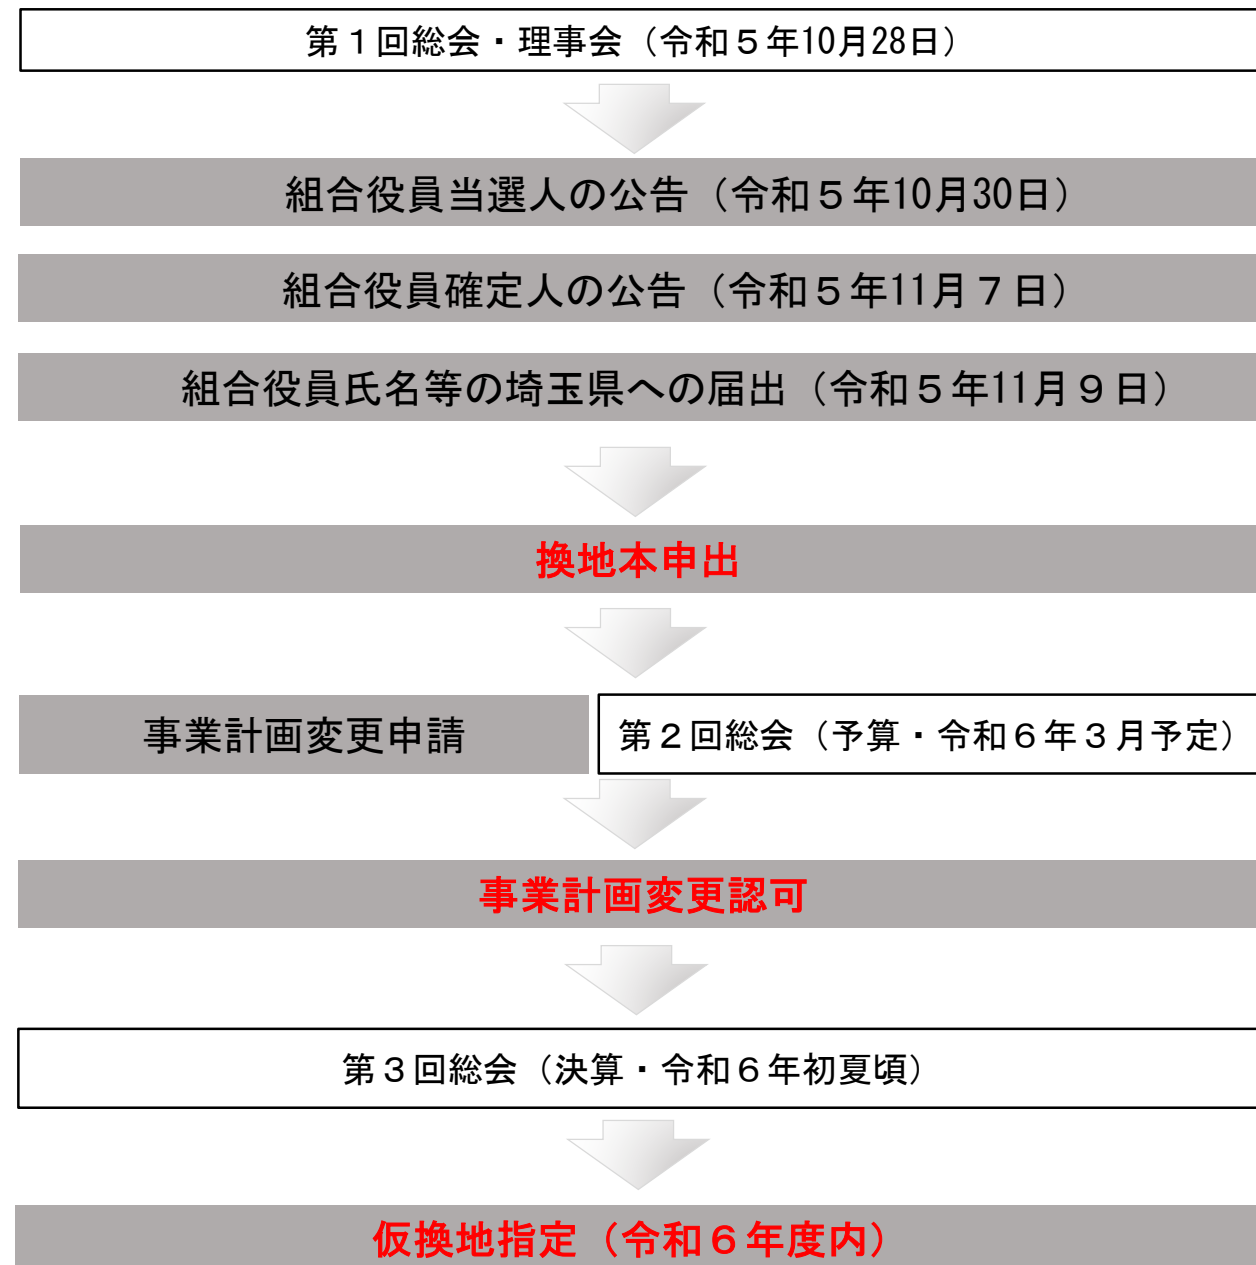 第１回総会・理事会（令和５年10月28日）
組合役員当選人の公告（令和５年10月30日）
組合役員確定人の公告（令和５年11月７日）
組合役員氏名等の埼玉県への届出（令和５年11月９日）
換地本申出
事業計画変更申請
第２回総会（予算・令和６年３月予定）
事業計画変更認可
第３回総会（決算・令和６年初夏頃）
仮換地指定（令和６年度内）